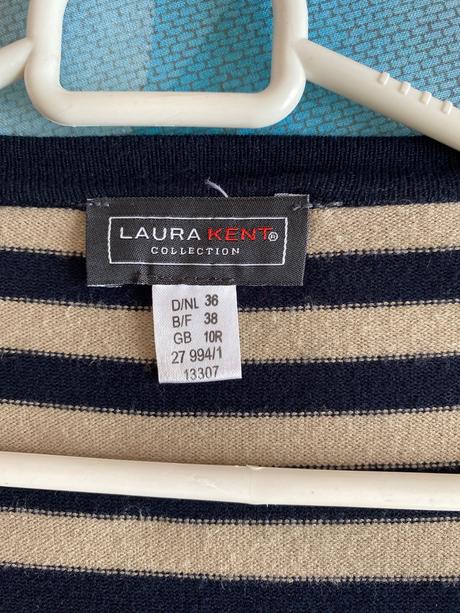 LAURA KENT®
COLLECTION
D/NL 36
B/F 38
GB 10R
27 994/1
13307